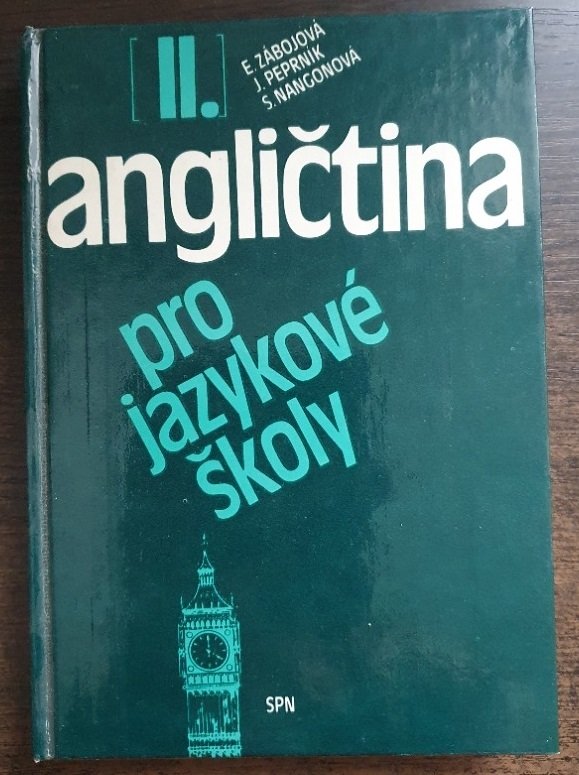 [II.]
E. ZÁBOJOVÁ
J. PEPRNÍK
S. NANGONOVÁ
angličtina
pro
jazykové
školy
SPN